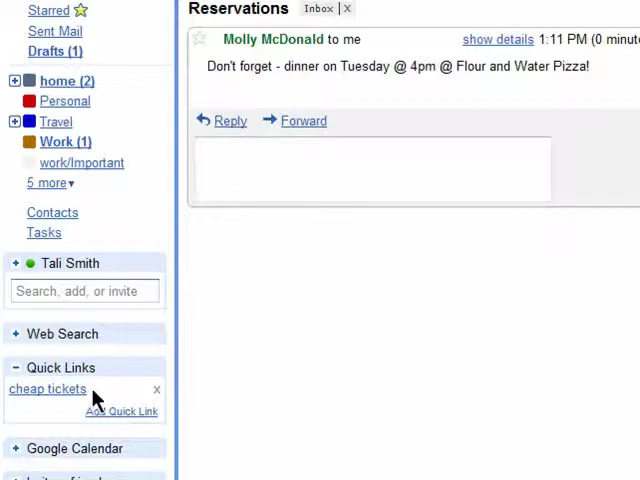 Starred
Sent Mail
Drafts (1)
home (2)
Personal
Travel
Work (1)
work/Important
5 more▾
Contacts
Tasks
Tali Smith
Search, add, or invite
Web Search
Quick Links
cheap tickets x
Add Quick Link
Google Calendar
Reservations Inbox | X
Molly McDonald to me show details 1:11 PM (0 minute
Don't forget - dinner on Tuesday @ 4pm @ Flour and Water Pizza!
Reply Forward